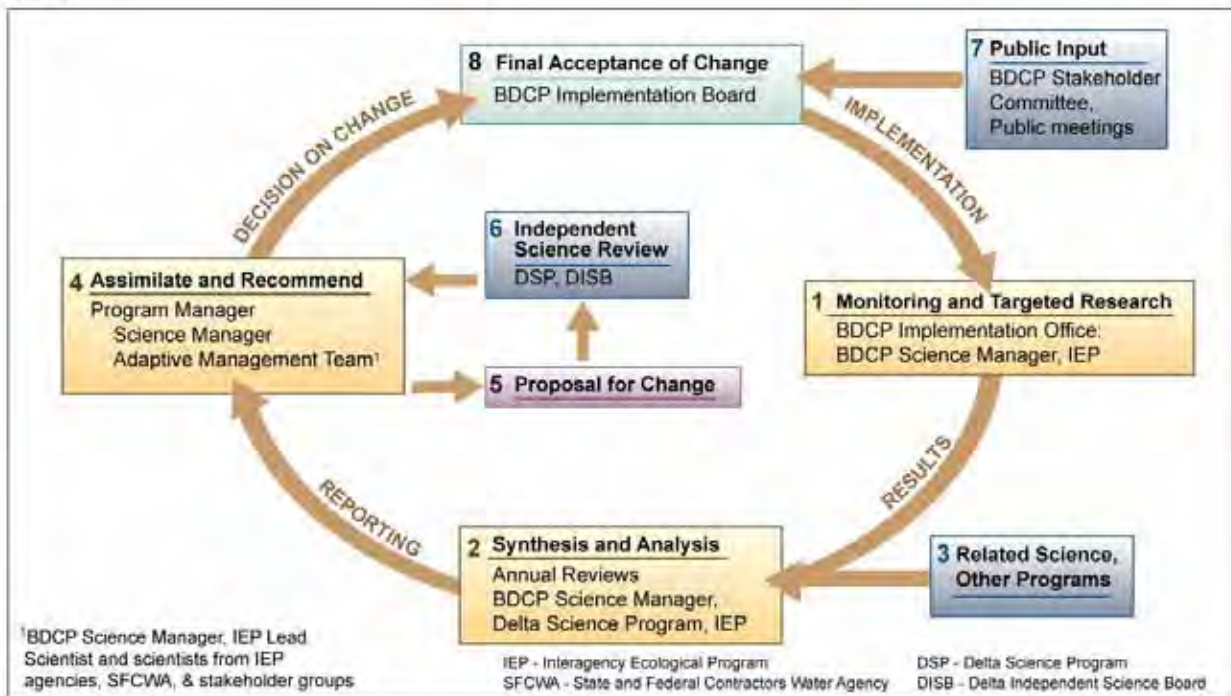 8 Final Acceptance of Change
BDCP Implementation Board
7 Public Input
BDCP Stakeholder
Committee,
Public meetings
DECISION ON CHANGE
IMPLEMENTATION
6 Independent
Science Review
DSP, DISB
4 Assimilate and Recommend
Program Manager
Science Manager
Adaptive Management Team¹
1 Monitoring and Targeted Research
BDCP Implementation Office:
BDCP Science Manager, IEP
5 Proposal for Change
REPORTING
RESULTS
2 Synthesis and Analysis
Annual Reviews
BDCP Science Manager,
Delta Science Program, IEP
3 Related Science,
Other Programs
¹BDCP Science Manager, IEP Lead
Scientist and scientists from IEP
agencies, SFCWA, & stakeholder groups
IEP - Interagency Ecological Program
SFCWA - State and Federal Contractors Water Agency
DSP - Delta Science Program
DISB - Delta Independent Science Board